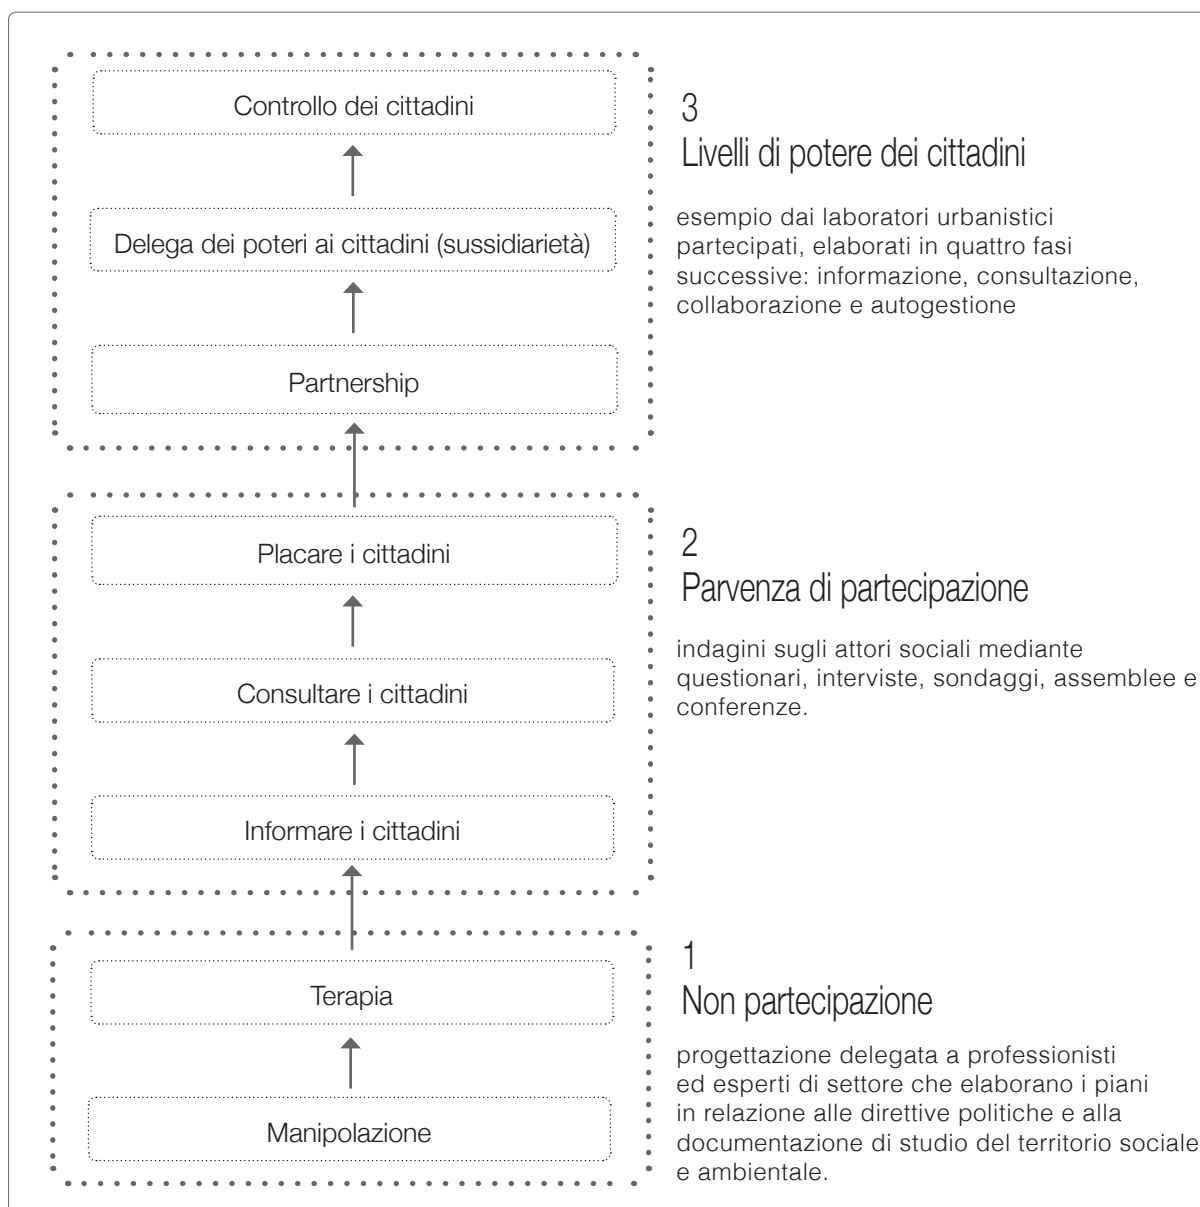 Controllo dei cittadini
Delega dei poteri ai cittadini (sussidiarietà)
Partnership
3
Livelli di potere dei cittadini
esempio dai laboratori urbanistici
partecipati, elaborati in quattro fasi
successive: informazione, consultazione,
collaborazione e autogestione
Placare i cittadini
Consultare i cittadini
Informare i cittadini
2
Parvenza di partecipazione
indagini sugli attori sociali mediante
questionari, interviste, sondaggi, assemblee e
conferenze.
Terapia
Manipolazione
1
Non partecipazione
progettazione delegata a professionisti
ed esperti di settore che elaborano i piani
in relazione alle direttive politiche e alla
documentazione di studio del territorio sociale
e ambientale.